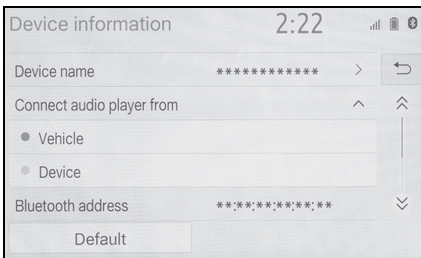 Device information 2:22
Device name ************
Connect audio player from
Vehicle
Device
Bluetooth address **:**:**:**:**:**
Default